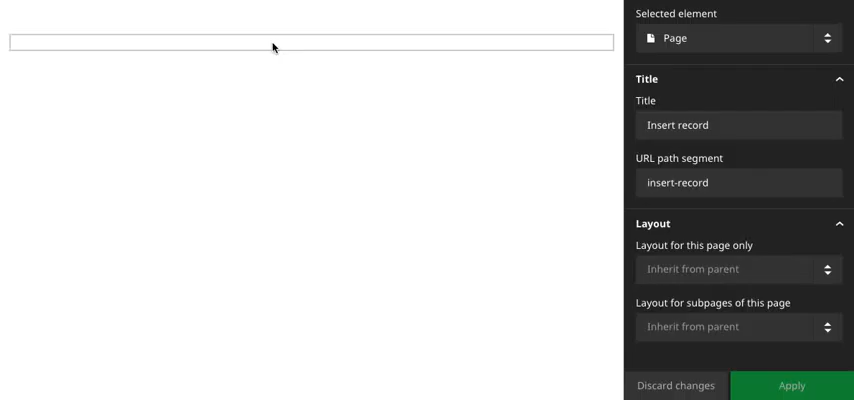 Selected element
Page
Title
Title
Insert record
URL path segment
insert-record
Layout
Layout for this page only
Inherit from parent
Layout for subpages of this page
Inherit from parent
Discard changes
Apply